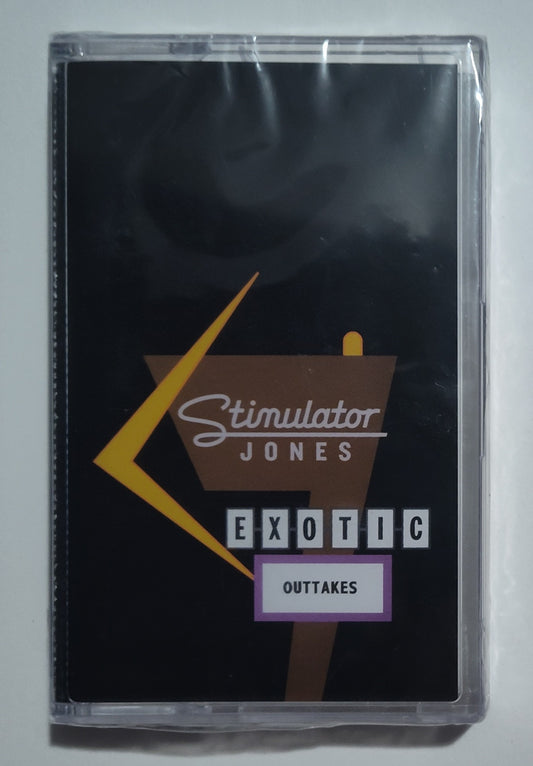 Stimulator
JONES
EXOTIC
OUTTAKES